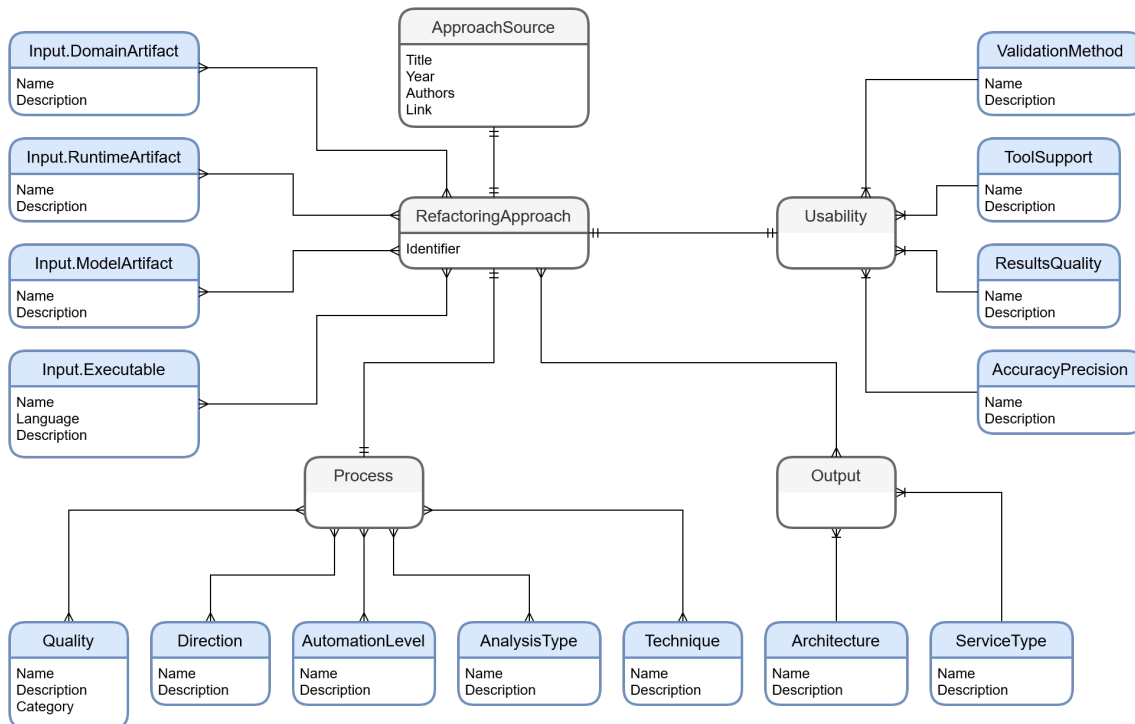 ApproachSource
Title
Year
Authors
Link
Input.DomainArtifact
Name
Description
Input.RuntimeArtifact
Name
Description
Input.ModelArtifact
Name
Description
Input.Executable
Name
Language
Description
RefactoringApproach
Identifier
Usability
ValidationMethod
Name
Description
ToolSupport
Name
Description
ResultsQuality
Name
Description
AccuracyPrecision
Name
Description
Process
Output
Quality
Name
Description
Category
Direction
Name
Description
AutomationLevel
Name
Description
AnalysisType
Name
Description
Technique
Name
Description
Architecture
Name
Description
ServiceType
Name
Description